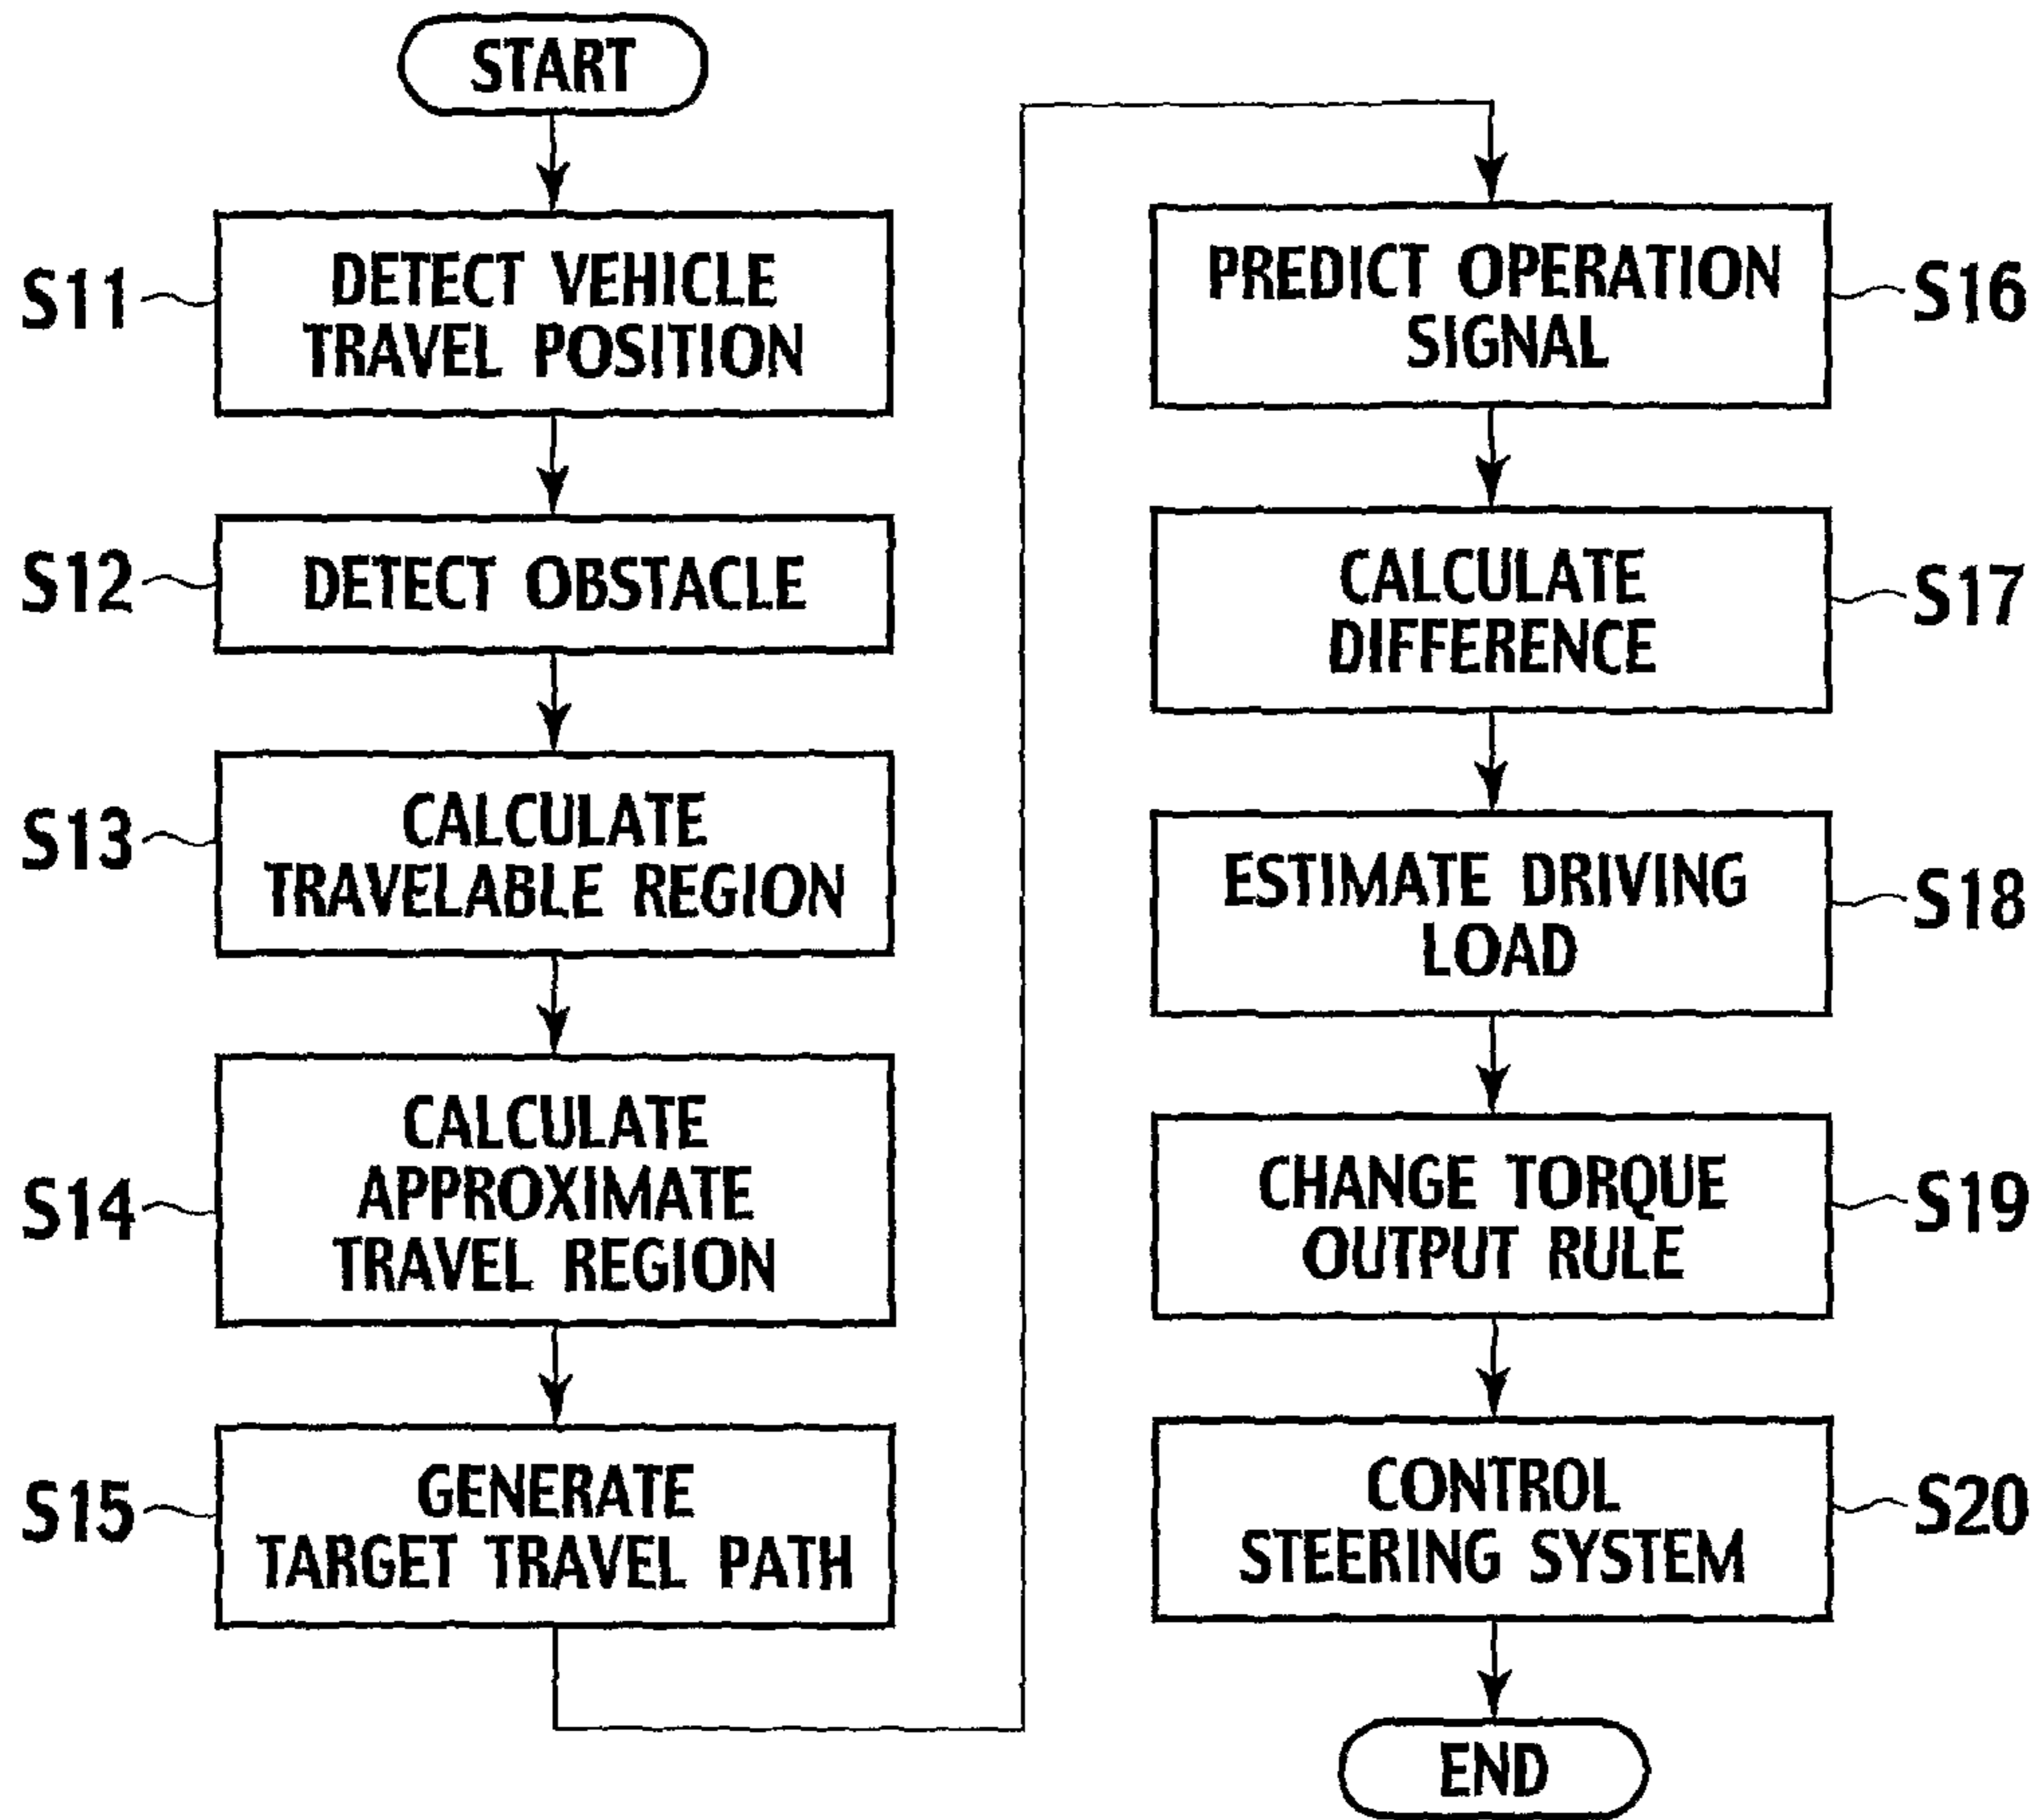 START
S11
DETECT VEHICLE
TRAVEL POSITION
S12
DETECT OBSTACLE
S13
CALCULATE
TRAVELABLE REGION
S14
CALCULATE
APPROXIMATE
TRAVEL REGION
S15
GENERATE
TARGET TRAVEL PATH
PREDICT OPERATION
SIGNAL
S16
CALCULATE
DIFFERENCE
S17
ESTIMATE DRIVING
LOAD
S18
CHANGE TORQUE
OUTPUT RULE
S19
CONTROL
STEERING SYSTEM
S20
END